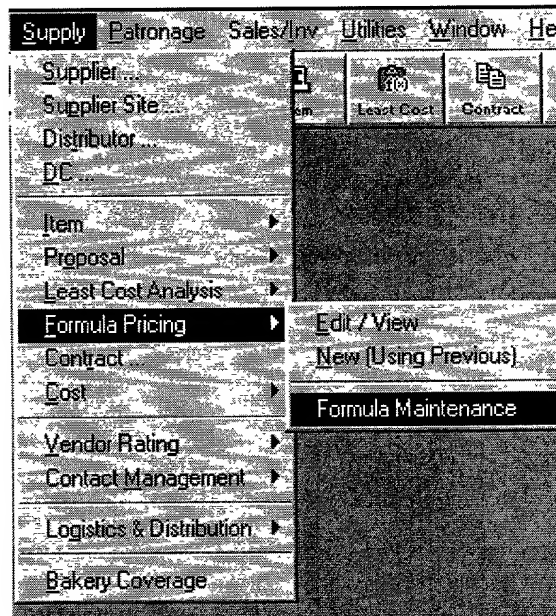 Supply Patronage Sales/Inv Utilities Window He
Supplier ...
Supplier Site ...
Distributor ...
DC ...
em Least Cost Contract
Item
Proposal
Least Cost Analysis
Formula Pricing
Contract
Cost
Vendor Rating
Contact Management
Logistics & Distribution
Bakery Coverage
Edit / View
New (Using Previous)
Formula Maintenance